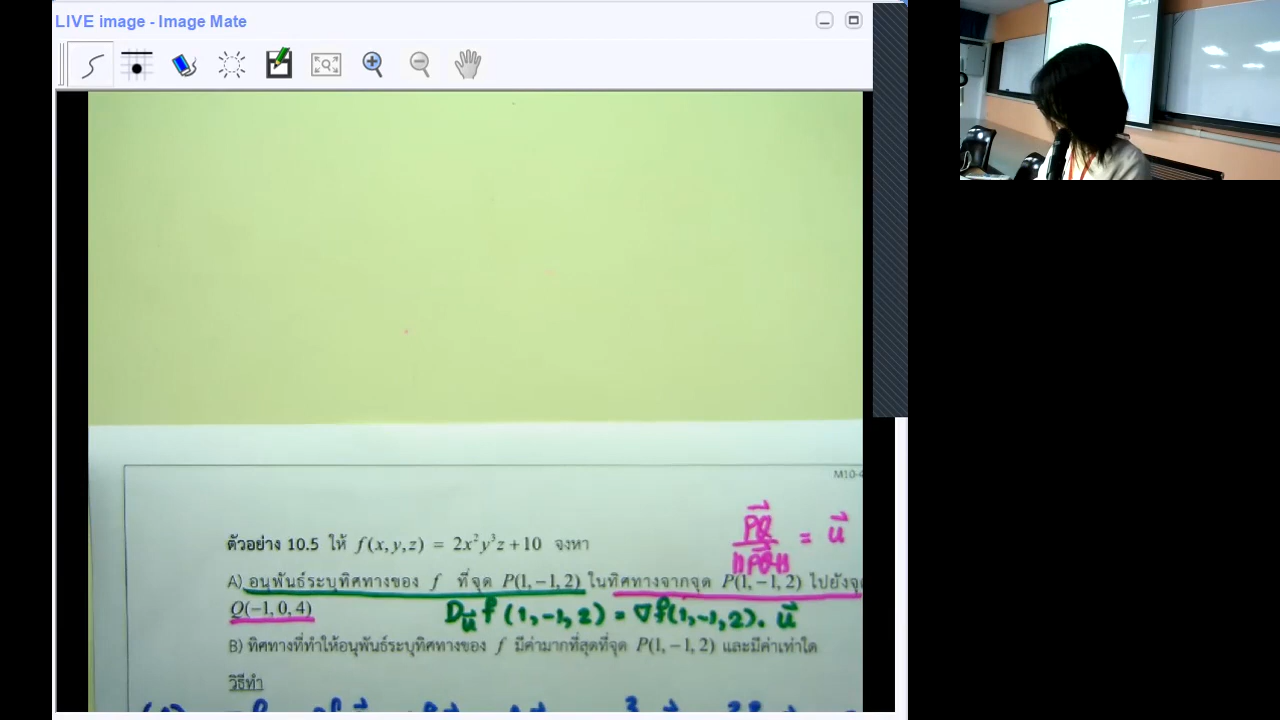 LIVE image - Image Mate
M10-4
ตัวอย่าง 10.5 ให้ f(x,y,z) = 2x²y³z+10 จงหา
PQ⃗ / ||PQ⃗|| = u⃗
A) อนุพันธ์ระบุทิศทางของ f ที่จุด P(1,−1,2) ในทิศทางจากจุด P(1,−1,2) ไปยังจุด
Q(−1,0,4)
D_u⃗ f (1,-1,2) = ∇f(1,-1,2). u⃗
B) ทิศทางที่ทำให้อนุพันธ์ระบุทิศทางของ f มีค่ามากที่สุดที่จุด P(1,−1,2) และมีค่าเท่าใด
วิธีทำ